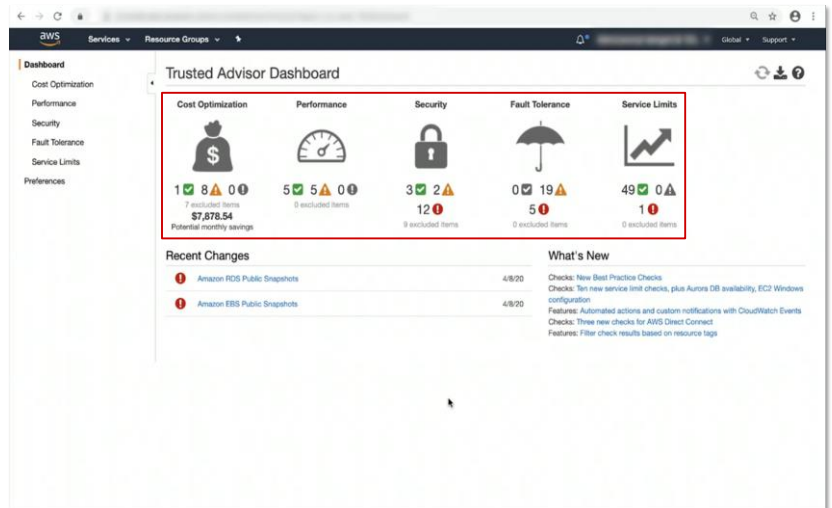 aws
Services
Resource Groups
Global
Support
Dashboard
Cost Optimization
Performance
Security
Fault Tolerance
Service Limits
Preferences
Trusted Advisor Dashboard
Cost Optimization Performance Security Fault Tolerance Service Limits
$
1 8 0 5 5 0 3 2 0 19 49 0
7 excluded items 0 excluded items 12 5 1
$7,878.54 9 excluded items 0 excluded items 0 excluded items
Potential monthly savings
Recent Changes
Amazon RDS Public Snapshots 4/8/20
Amazon EBS Public Snapshots 4/8/20
What's New
Checks: New Best Practice Checks
Checks: Ten new service limit checks, plus Aurora DB availability, EC2 Windows
configuration
Features: Automated actions and custom notifications with CloudWatch Events
Checks: Three new checks for AWS Direct Connect
Features: Filter check results based on resource tags